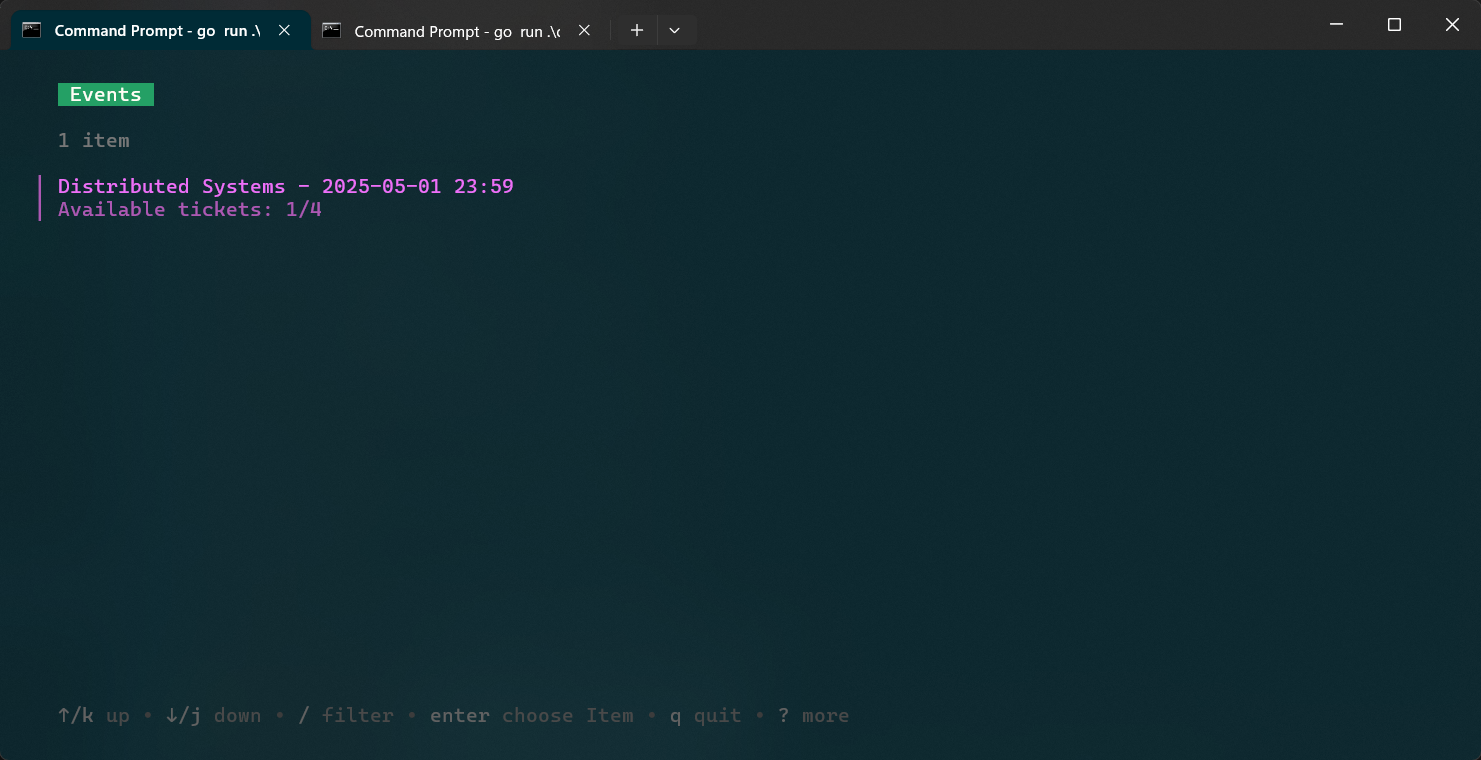 Command Prompt - go run .\
Command Prompt - go run .\c
Events
1 item
Distributed Systems - 2025-05-01 23:59
Available tickets: 1/4
↑/k up • ↓/j down • / filter • enter choose Item • q quit • ? more